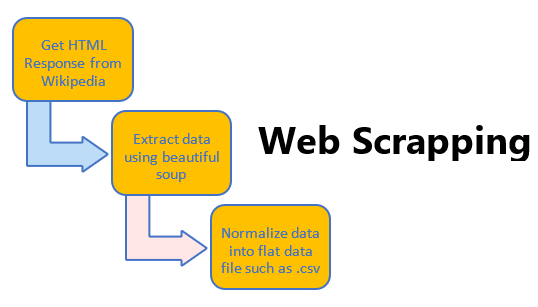 Get HTML
Response from
Wikipedia
Extract data
using beautiful
soup
Web Scrapping
Normalize data
into flat data
file such as .csv